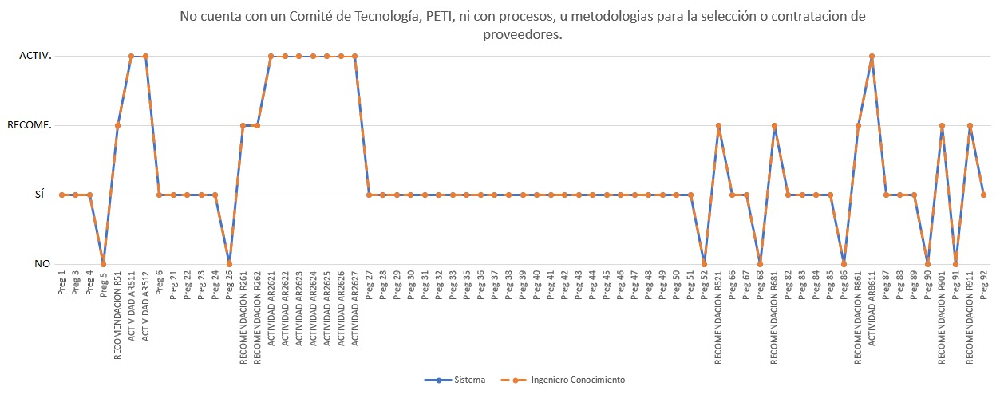 No cuenta con un Comité de Tecnología, PETI, ni con procesos, u metodologias para la selección o contratacion de
proveedores.
ACTIV.
RECOME.
SÍ
NO
Preg 1
Preg 3
Preg 4
Preg 5
RECOMENDACION R51
ACTIVIDAD AR511
ACTIVIDAD AR512
Preg 6
Preg 21
Preg 22
Preg 23
Preg 24
Preg 26
RECOMENDACION R261
RECOMENDACION R262
ACTIVIDAD AR2621
ACTIVIDAD AR2622
ACTIVIDAD AR2623
ACTIVIDAD AR2624
ACTIVIDAD AR2625
ACTIVIDAD AR2626
ACTIVIDAD AR2627
Preg 27
Preg 28
Preg 29
Preg 30
Preg 31
Preg 32
Preg 33
Preg 35
Preg 36
Preg 37
Preg 38
Preg 39
Preg 40
Preg 41
Preg 42
Preg 43
Preg 44
Preg 45
Preg 46
Preg 47
Preg 48
Preg 49
Preg 50
Preg 51
Preg 52
RECOMENDACION R521
Preg 66
Preg 67
Preg 68
RECOMENDACION R681
Preg 82
Preg 83
Preg 84
Preg 85
Preg 86
RECOMENDACION R861
ACTIVIDAD AR8611
Preg 87
Preg 88
Preg 89
Preg 90
RECOMENDACION R901
Preg 91
RECOMENDACION R911
Preg 92
Sistema
Ingeniero Conocimiento